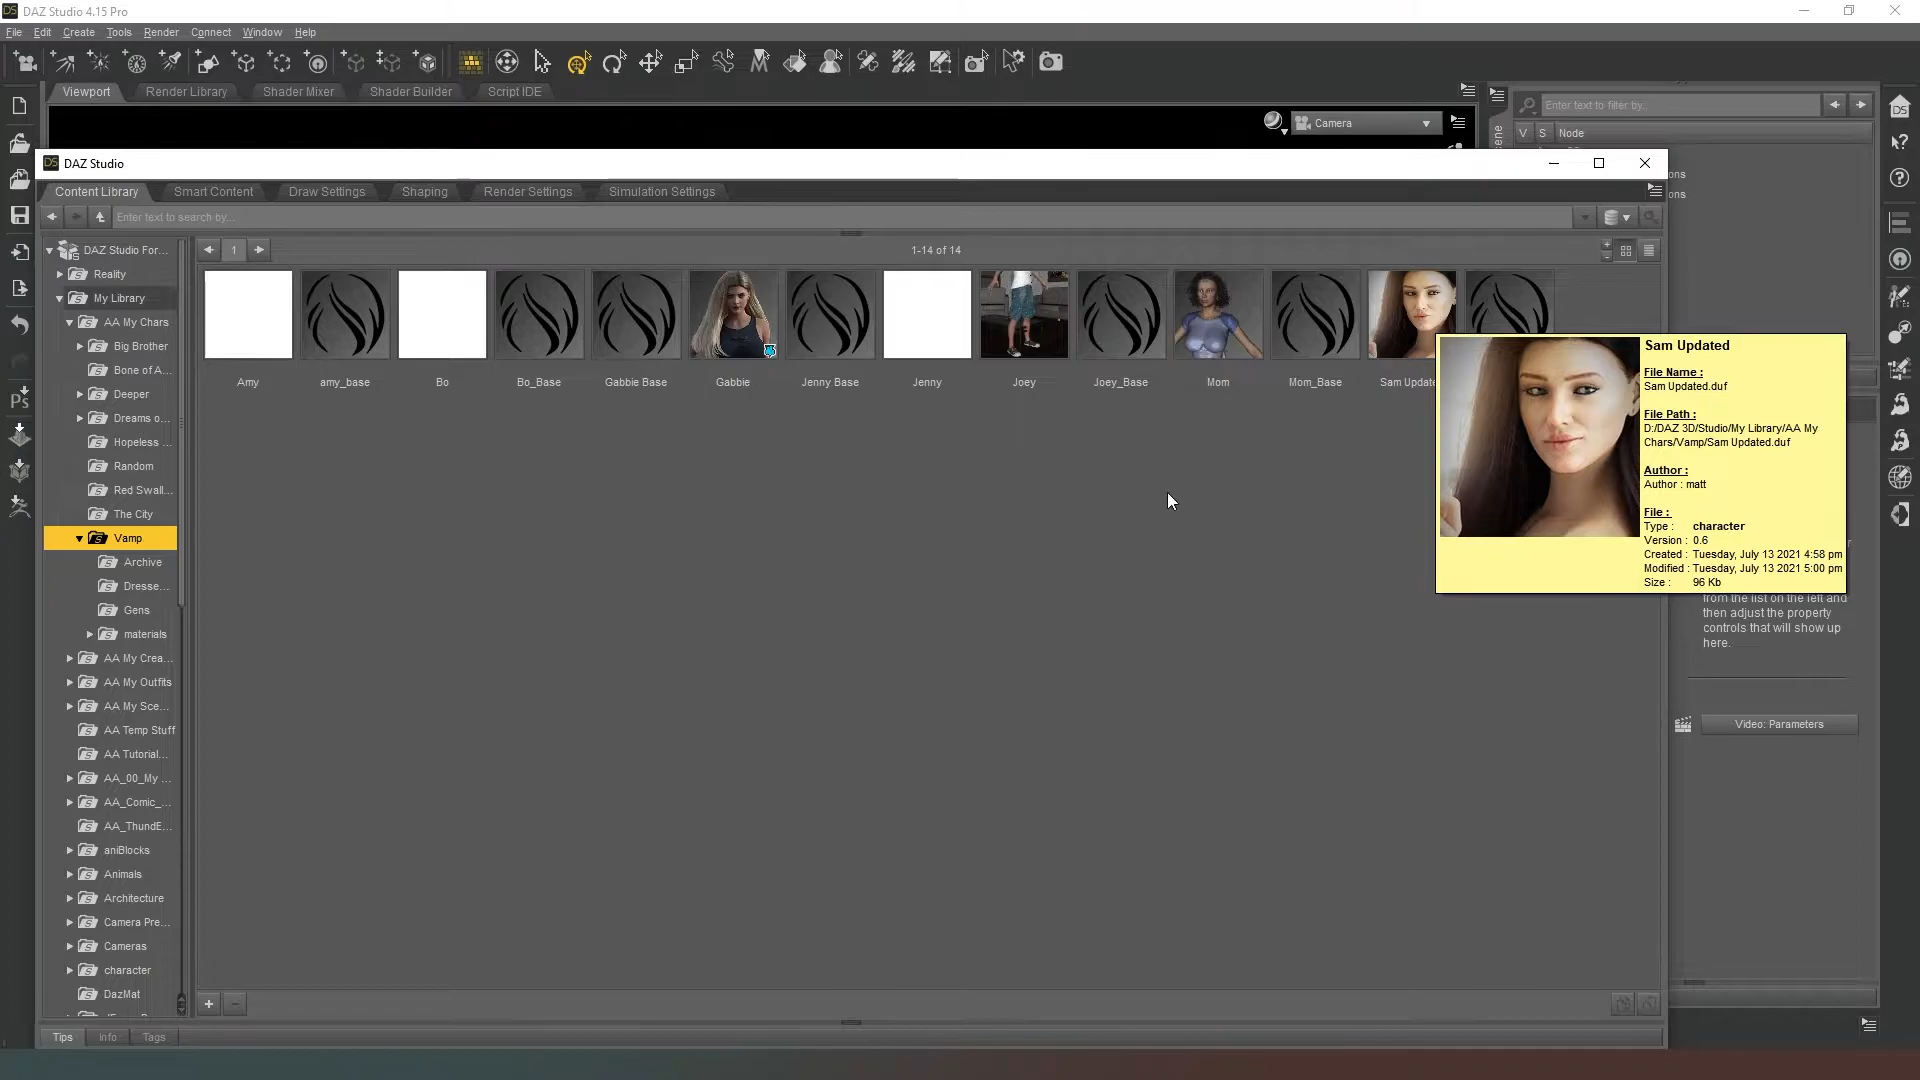 DAZ Studio 4.15 Pro
File Edit Create Tools Render Connect Window Help
Viewport Render Library Shader Mixer Shader Builder Script IDE
Camera
Enter text to filter by...
V S Node
ons
ons
DAZ Studio
Content Library Smart Content Draw Settings Shaping Render Settings Simulation Settings
Enter text to search by...
1
1-14 of 14
DAZ Studio For...
Reality
My Library
AA My Chars
Big Brother
Bone of A...
Deeper
Dreams o...
Hopeless ...
Random
Red Swall...
The City
Vamp
Archive
Dresse...
Gens
materials
AA My Crea...
AA My Outfits
AA My Sce...
AA Temp Stuff
AA Tutorial...
AA_00_My ...
AA_Comic_...
AA_ThundE...
aniBlocks
Animals
Architecture
Camera Pre...
Cameras
character
DazMat
Amy amy_base Bo Bo_Base Gabbie Base Gabbie Jenny Base Jenny Joey Joey_Base Mom Mom_Base Sam Update
Sam Updated
File Name :
Sam Updated.duf
File Path :
D:/DAZ 3D/Studio/My Library/AA My
Chars/Vamp/Sam Updated.duf
Author :
Author : matt
File :
Type : character
Version : 0.6
Created : Tuesday, July 13 2021 4:58 pm
Modified : Tuesday, July 13 2021 5:00 pm
Size : 96 Kb
from the list on the left and
then adjust the property
controls that will show up
here.
Video: Parameters
Tips Info Tags